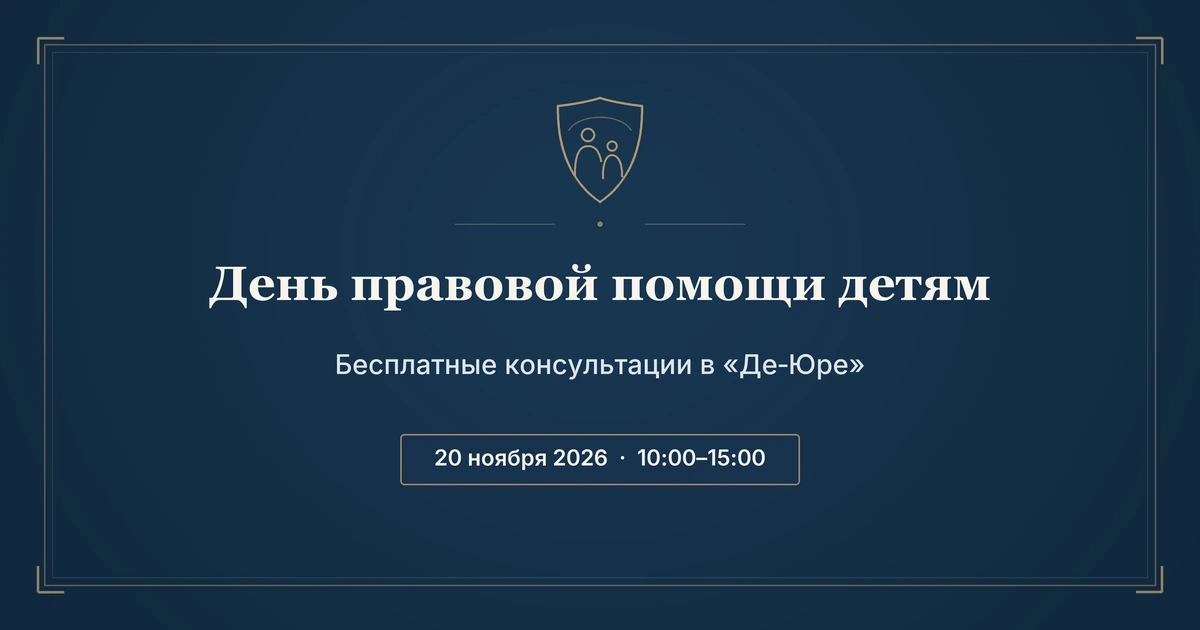 День правовой помощи детям
Бесплатные консультации в «Де-Юре»
20 ноября 2026 · 10:00–15:00